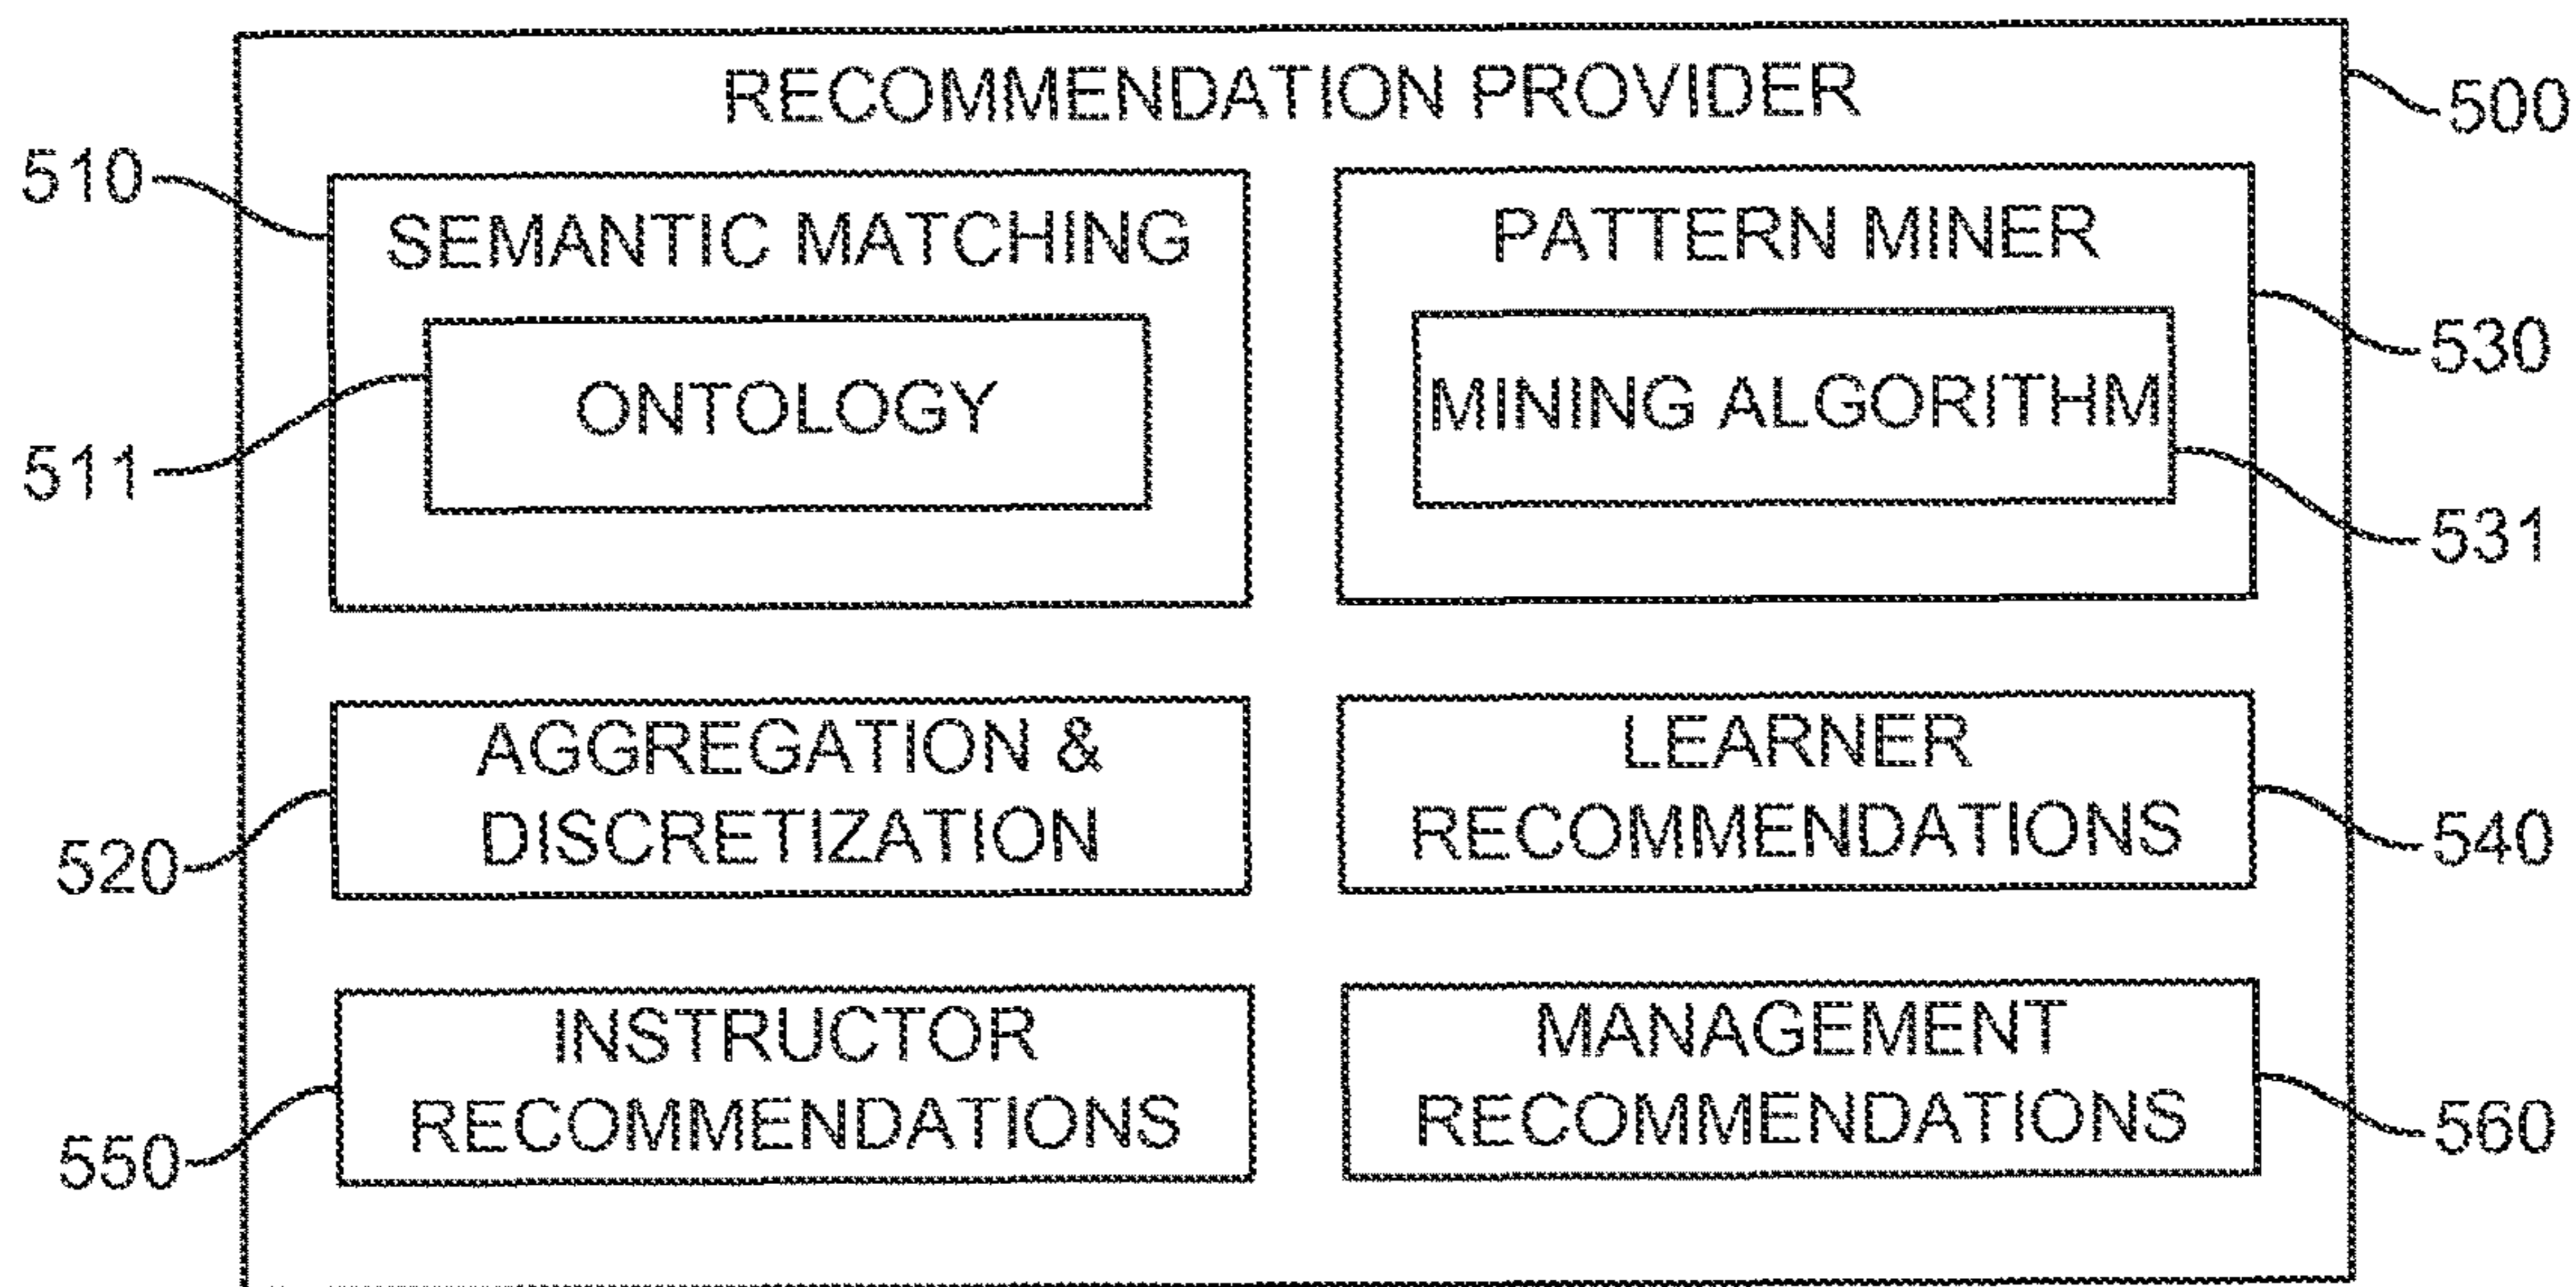 RECOMMENDATION PROVIDER
500
510
SEMANTIC MATCHING
ONTOLOGY
511
PATTERN MINER
MINING ALGORITHM
530
531
AGGREGATION &
DISCRETIZATION
520
LEARNER
RECOMMENDATIONS
540
INSTRUCTOR
RECOMMENDATIONS
550
MANAGEMENT
RECOMMENDATIONS
560